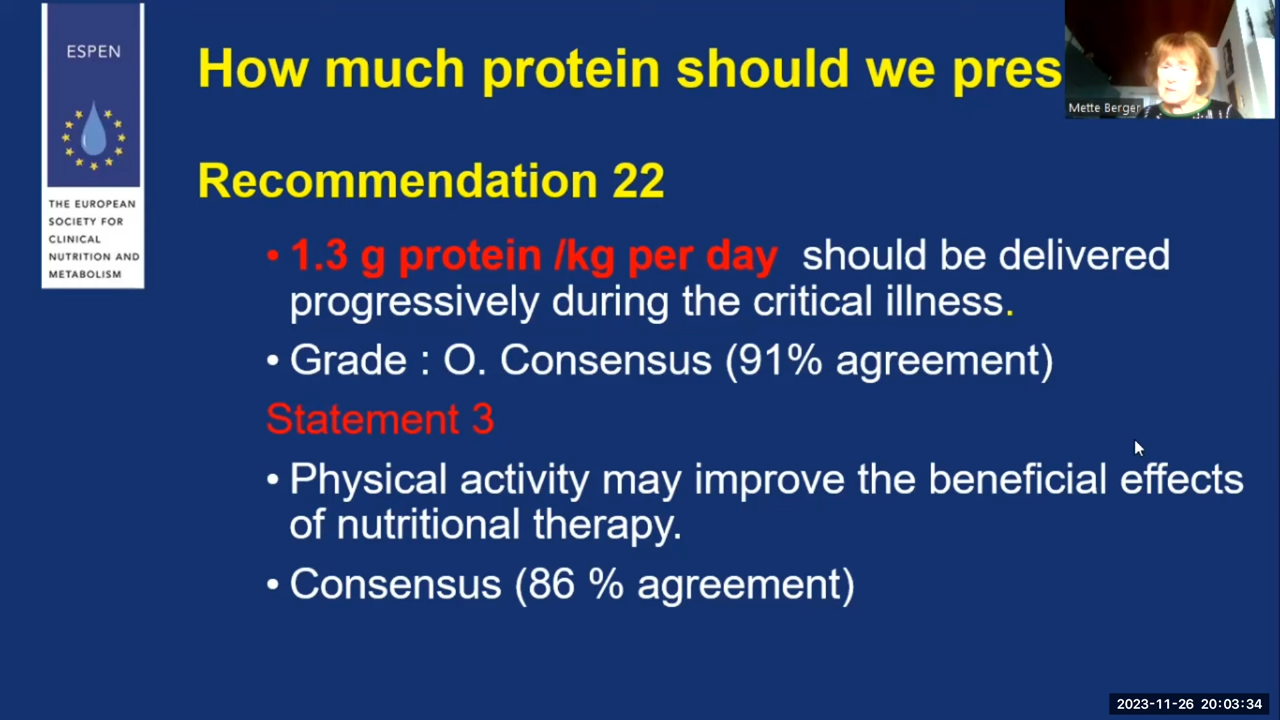 ESPEN
THE EUROPEAN
SOCIETY FOR
CLINICAL
NUTRITION AND
METABOLISM
How much protein should we pres
Mette Berger
Recommendation 22
• 1.3 g protein /kg per day should be delivered
progressively during the critical illness.
• Grade : O. Consensus (91% agreement)
Statement 3
• Physical activity may improve the beneficial effects
of nutritional therapy.
• Consensus (86 % agreement)
2023-11-26 20:03:34